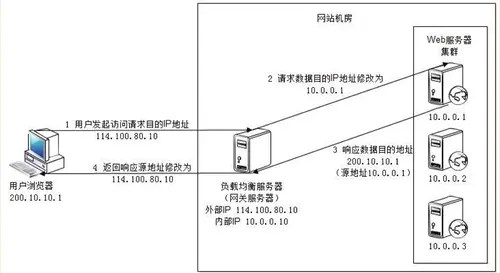 网站机房
Web服务器
集群
2 请求数据目的IP地址修改为
10.0.0.1
1 用户发起访问请求目的IP地址
114.100.80.10
10.0.0.1
3 响应数据目的地址
200.10.10.1
(源地址10.0.0.1)
4 返回响应源地址修改为
114.100.80.10
用户浏览器
200.10.10.1
负载均衡服务器
(网关服务器)
外部IP 114.100.80.10
内部IP 10.0.0.10
10.0.0.2
10.0.0.3